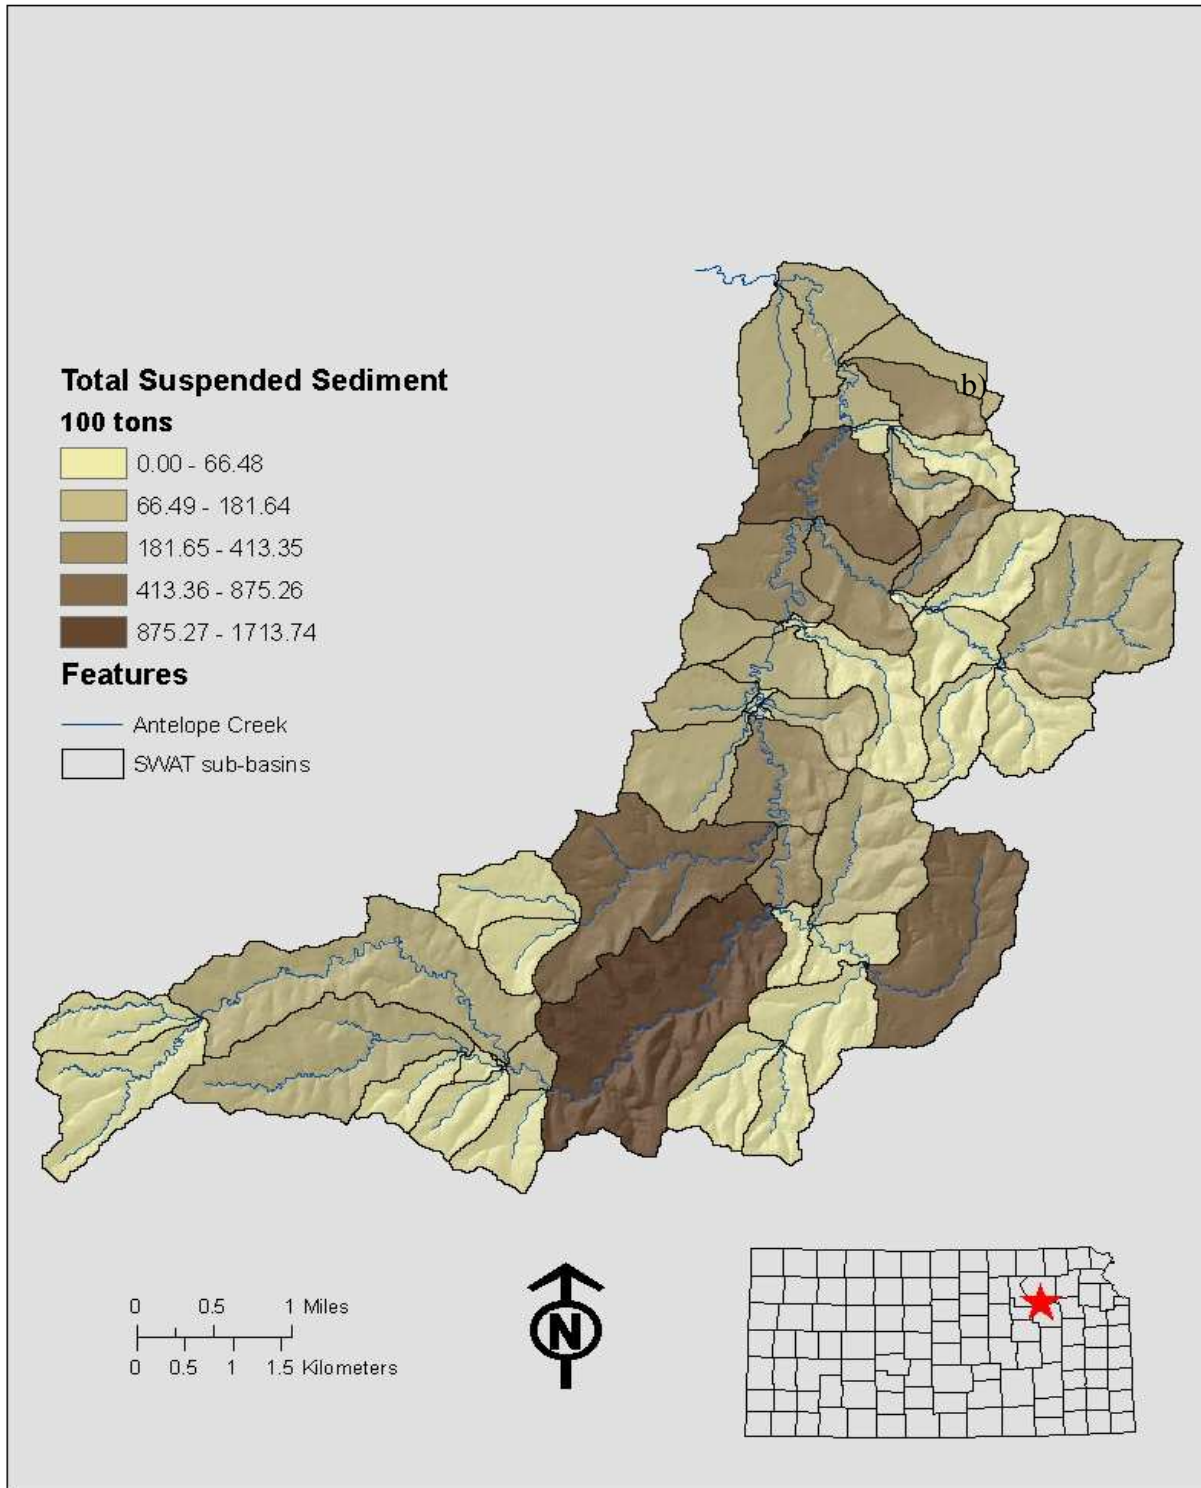 b)
Total Suspended Sediment
100 tons
0.00 - 66.48
66.49 - 181.64
181.65 - 413.35
413.36 - 875.26
875.27 - 1713.74
Features
Antelope Creek
SWAT sub-basins
0 0.5 1 Miles
0 0.5 1 1.5 Kilometers
N